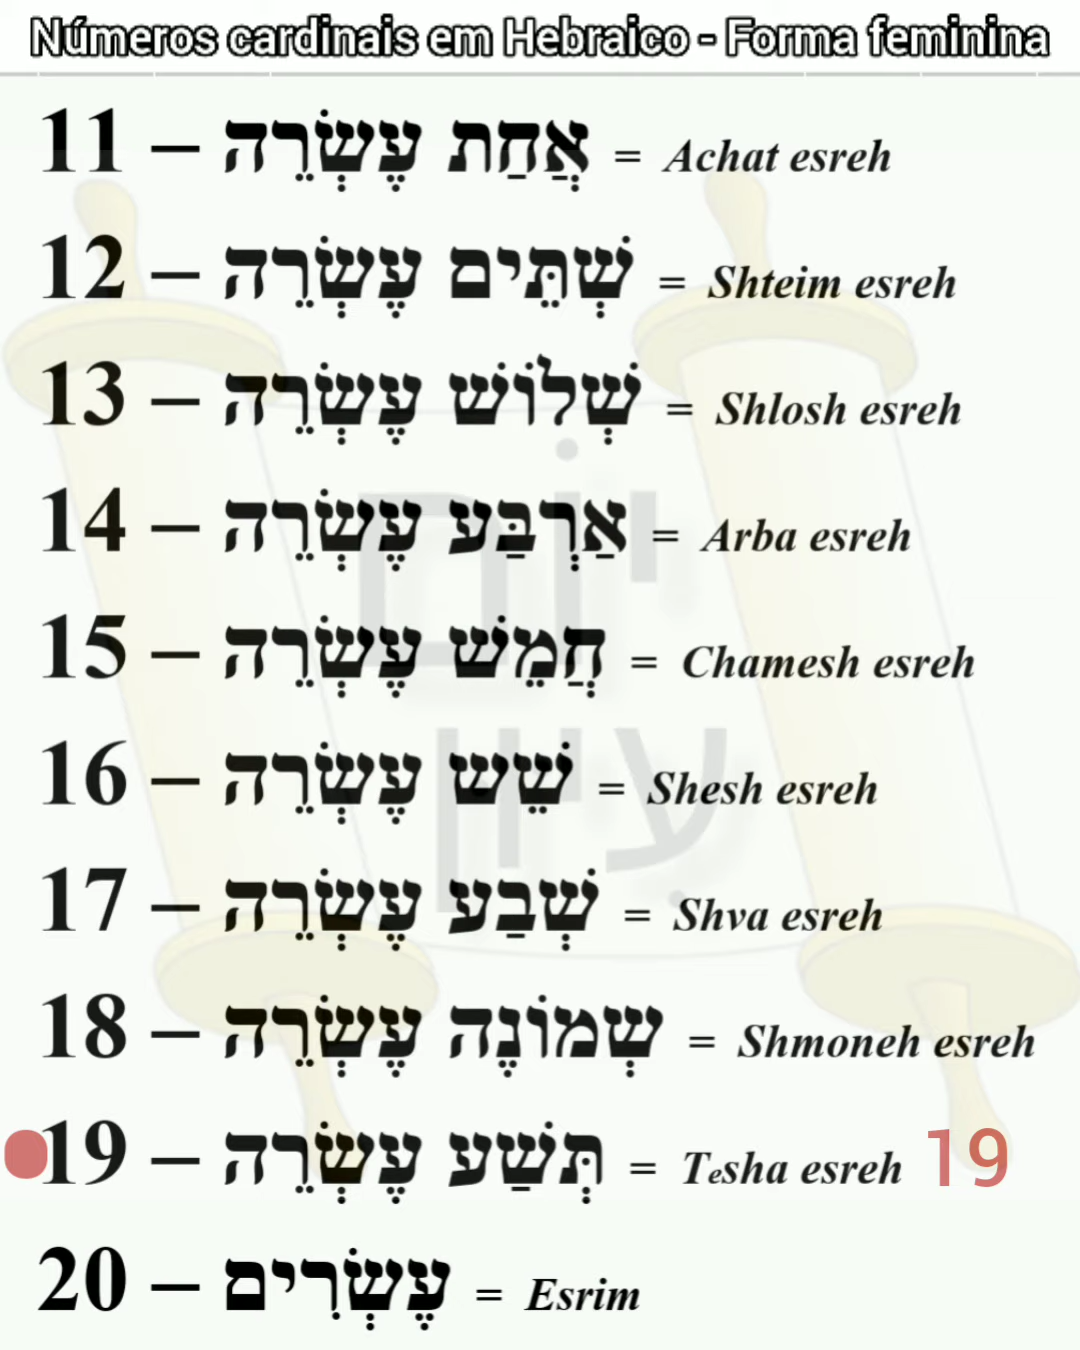 Números cardinais em Hebraico - Forma feminina
11 – אֲחַת עֶשְׂרֵה = Achat esreh
12 – שְׁתֵּים עֶשְׂרֵה = Shteim esreh
13 – שְׁלוֹשׁ עֶשְׂרֵה = Shlosh esreh
14 – אַרְבַּע עֶשְׂרֵה = Arba esreh
15 – חֲמֵשׁ עֶשְׂרֵה = Chamesh esreh
16 – שֵׁש עֶשְׂרֵה = Shesh esreh
17 – שְׁבַע עֶשְׂרֵה = Shva esreh
18 – שְמוֹנֶה עֶשְׂרֵה = Shmoneh esreh
19 – תְּשַׁע עֶשְׂרֵה = Tesha esreh 19
20 – עֶשְׂרִים = Esrim
יוֹם
עִיוּן